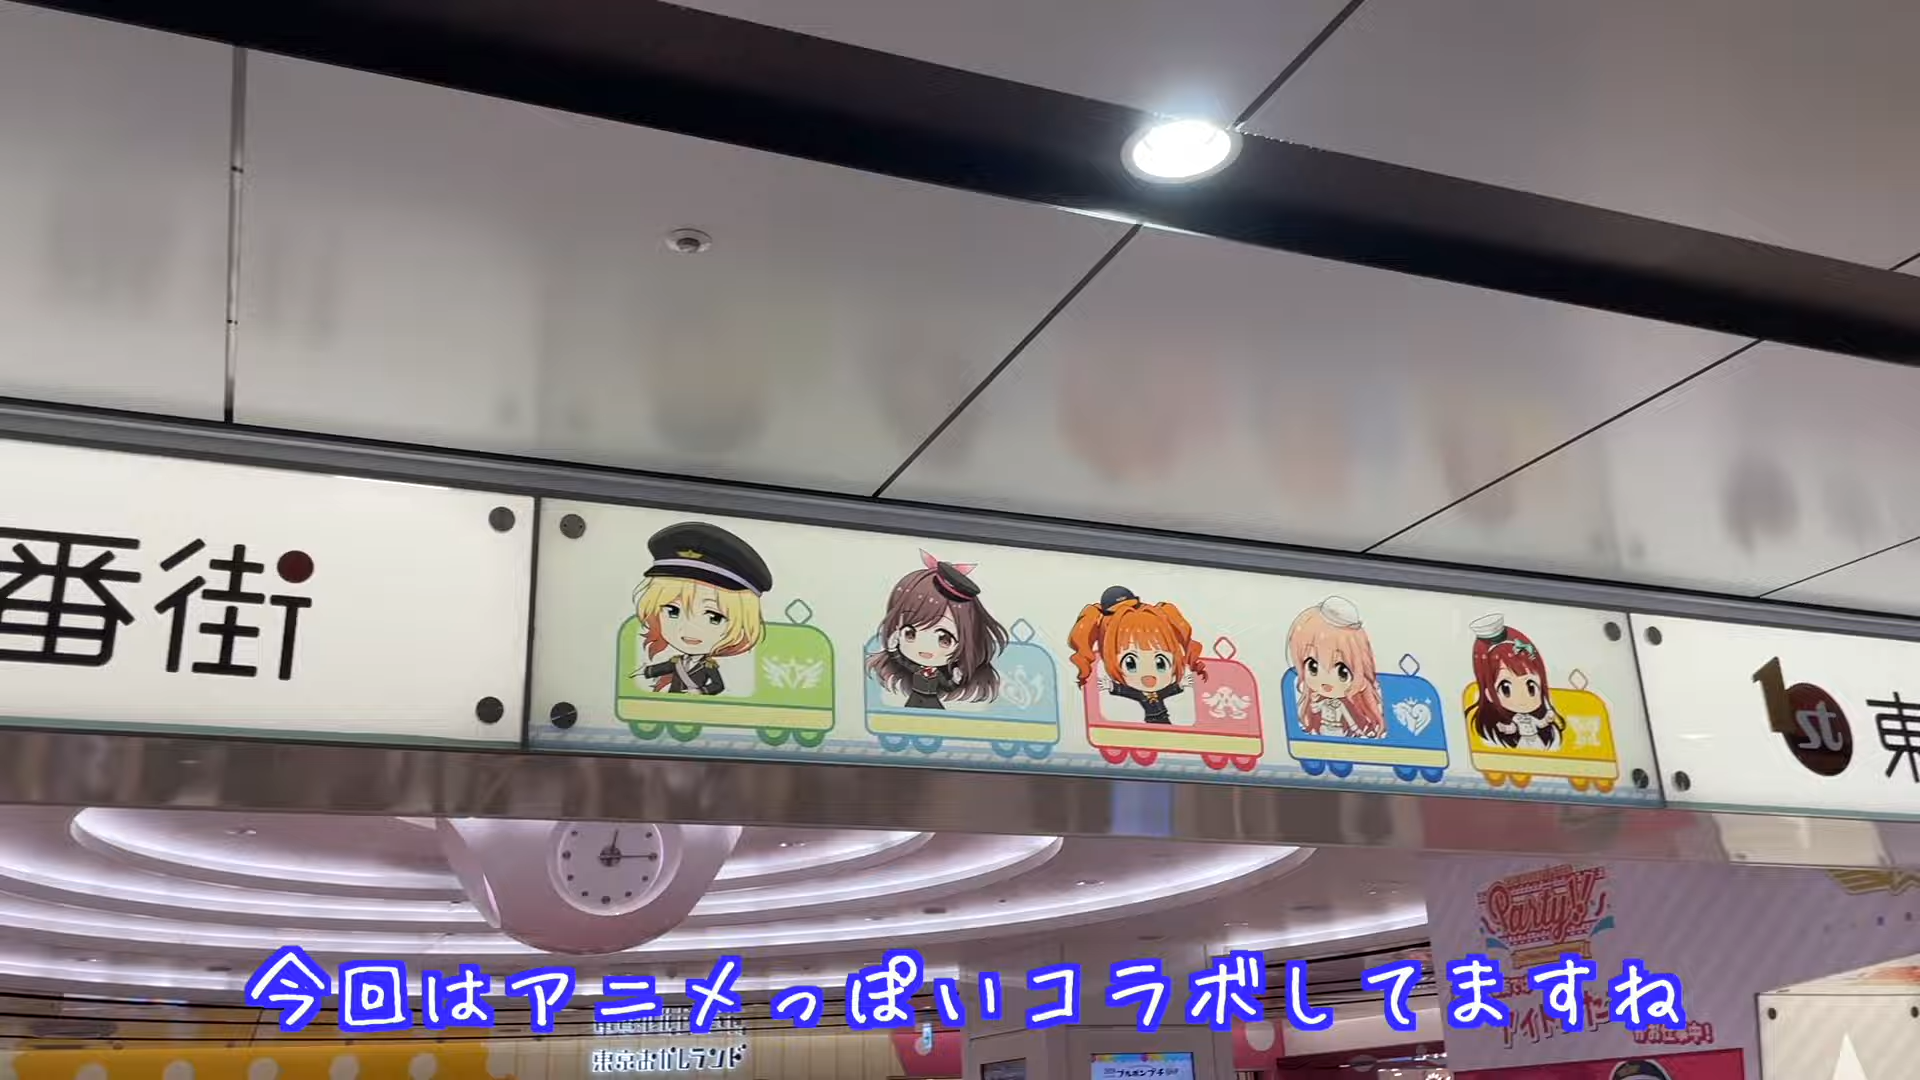 番街
1st 東
Party!!
今回はアニメっぽいコラボしてますね
東京おかしランド